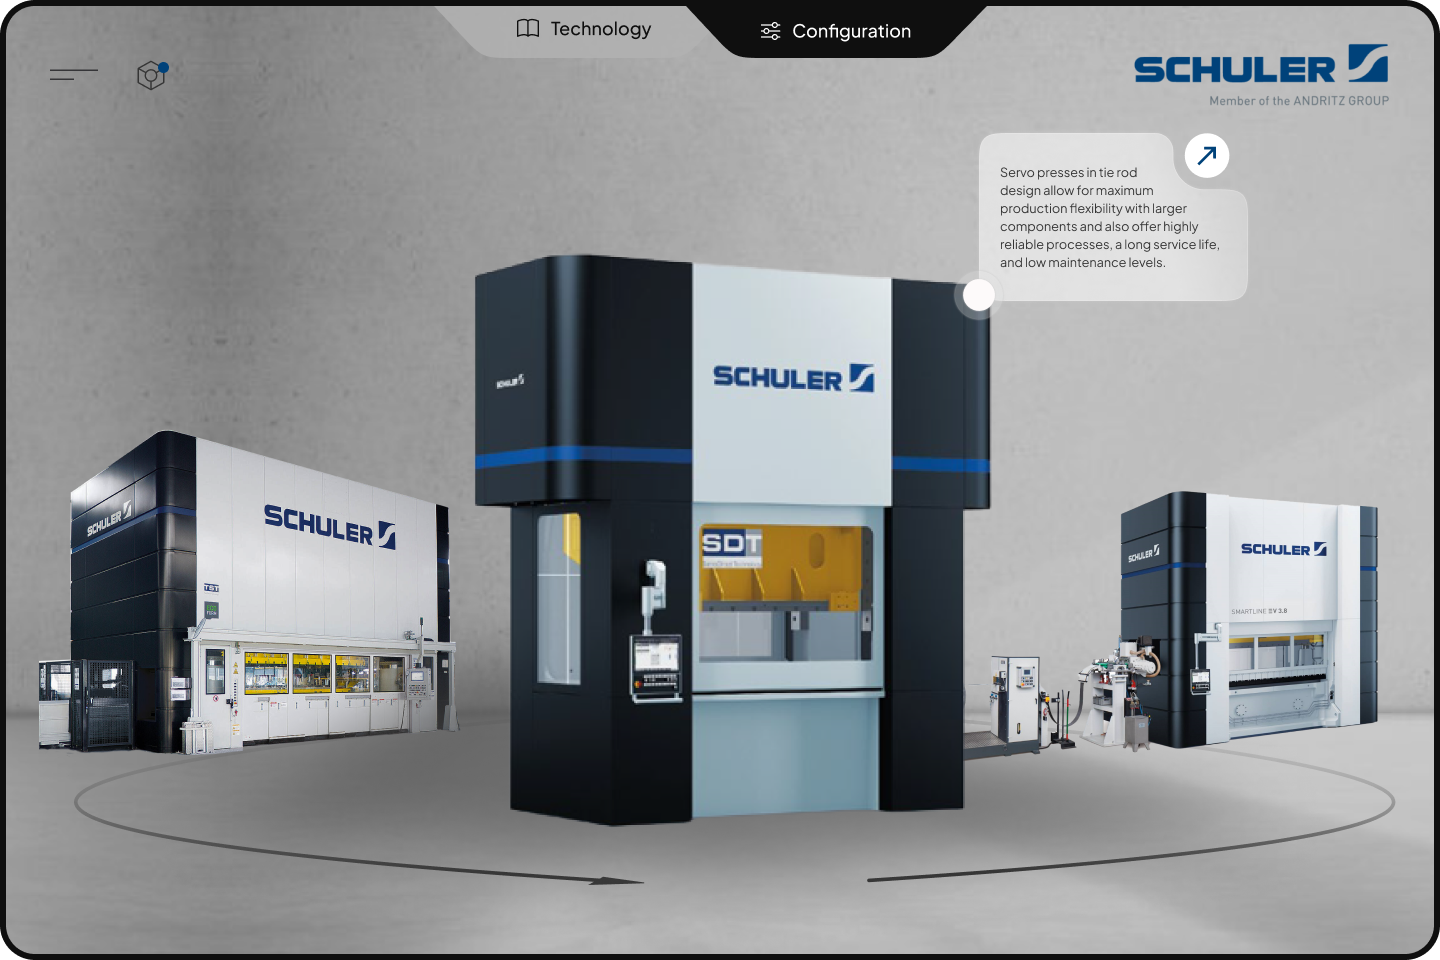 Technology
Configuration
SCHULER
Member of the ANDRITZ GROUP
Servo presses in tie rod
design allow for maximum
production flexibility with larger
components and also offer highly
reliable processes, a long service life,
and low maintenance levels.
SCHULER
SCHULER
SDT
SCHULER
SCHULER
TST
SCHULER
SCHULER
SMARTLINE EV 3.8